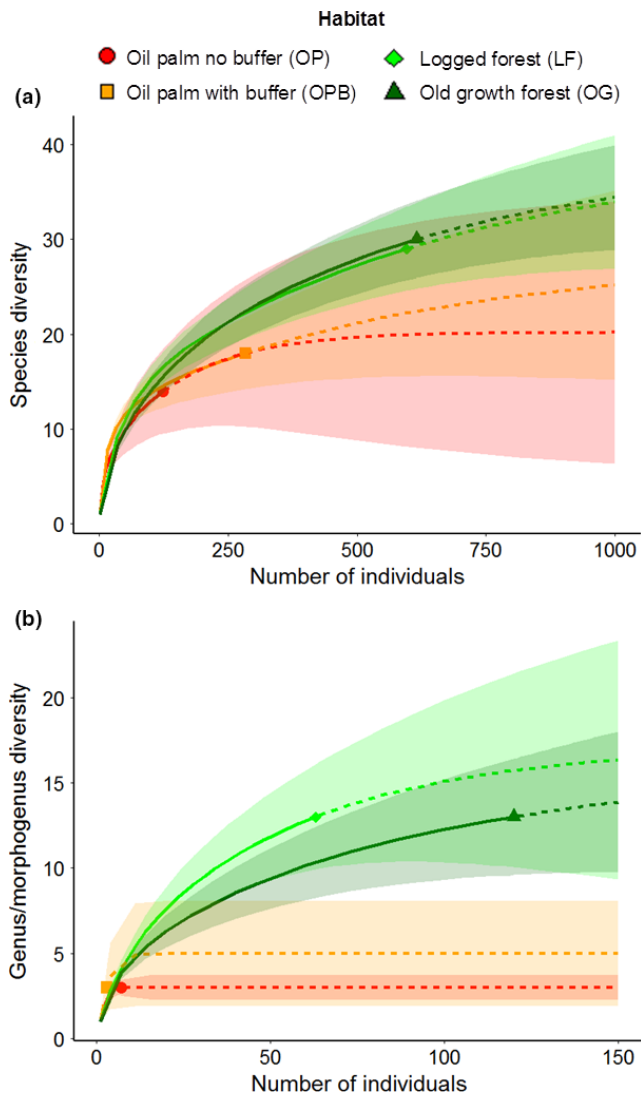 Habitat
Oil palm no buffer (OP)
Logged forest (LF)
Oil palm with buffer (OPB)
Old growth forest (OG)
(a)
Species diversity
40
30
20
10
0
0 250 500 750 1000
Number of individuals
(b)
Genus/morphogenus diversity
20
15
10
5
0
0 50 100 150
Number of individuals